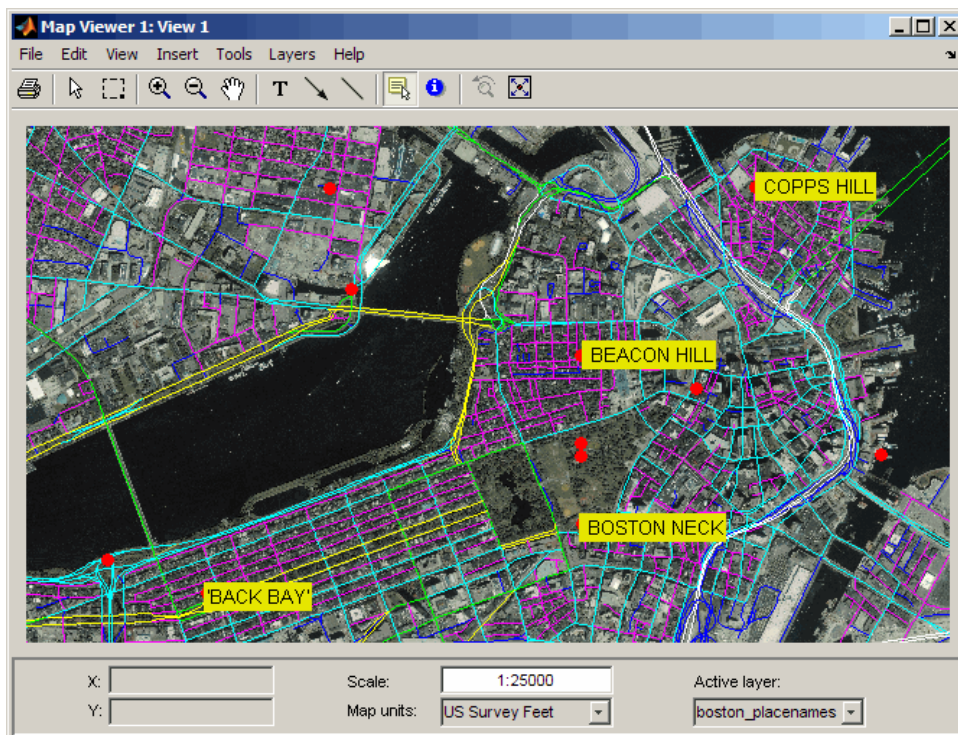 Map Viewer 1: View 1
File Edit View Insert Tools Layers Help
T
COPPS HILL
BEACON HILL
BOSTON NECK
'BACK BAY'
X: Scale: 1:25000 Active layer:
Y: Map units: US Survey Feet boston_placenames